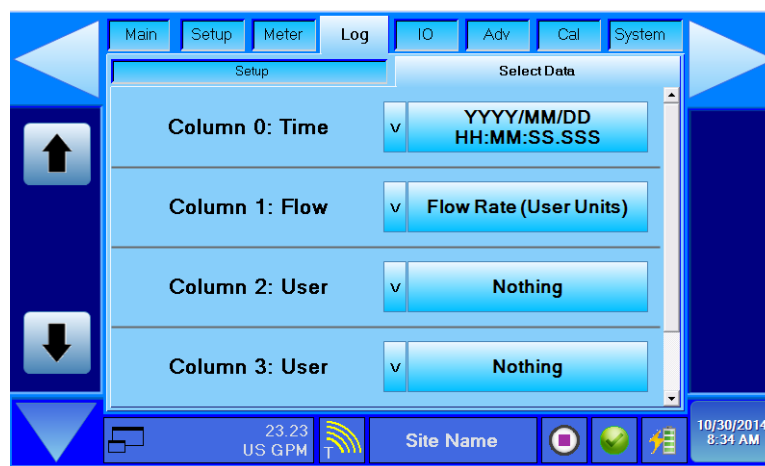 Main Setup Meter Log IO Adv Cal System
Setup Select Data
Column 0: Time v YYYY/MM/DD
HH:MM:SS.SSS
Column 1: Flow v Flow Rate (User Units)
Column 2: User v Nothing
Column 3: User v Nothing
23.23
US GPM
T
Site Name
10/30/2014
8:34 AM